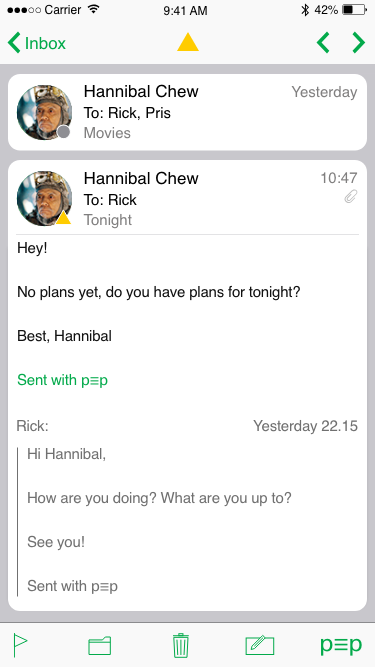 Carrier 9:41 AM 42%
Inbox
Hannibal Chew Yesterday
To: Rick, Pris
Movies
Hannibal Chew 10:47
To: Rick
Tonight
Hey!
No plans yet, do you have plans for tonight?
Best, Hannibal
Sent with p≡p
Rick: Yesterday 22.15
Hi Hannibal,
How are you doing? What are you up to?
See you!
Sent with p≡p
p≡p